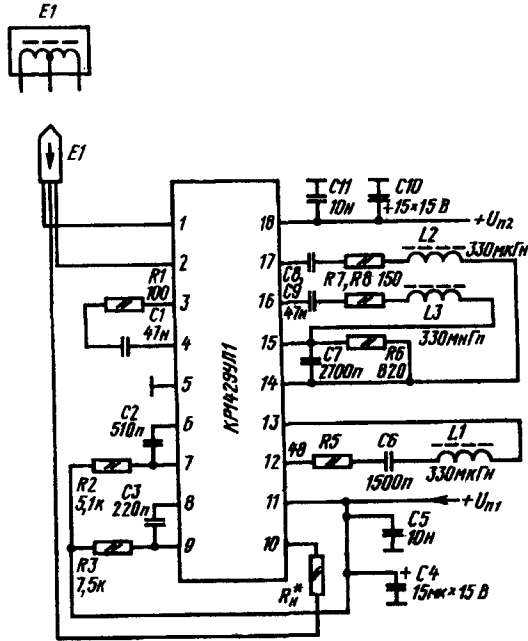 E1
E1
C11
10н
C10
+15×15 В
+Uп2
1
18
L2
330мкГн
2
17
C8,
R7,R8 150
R1
100
3
16
C9
47н
L3
330мкГн
C1
47н
4
15
C7
2700п
R6
820
КР1429УЛ1
5
14
C2
510п
6
13
7
12
48
R5
C6
1500п
L1
330мкГн
R2
5,1к
C3
220п
8
11
+Uп1
R3
7,5к
9
10
C5
10н
Rн*
+ C4
15мк×15 В